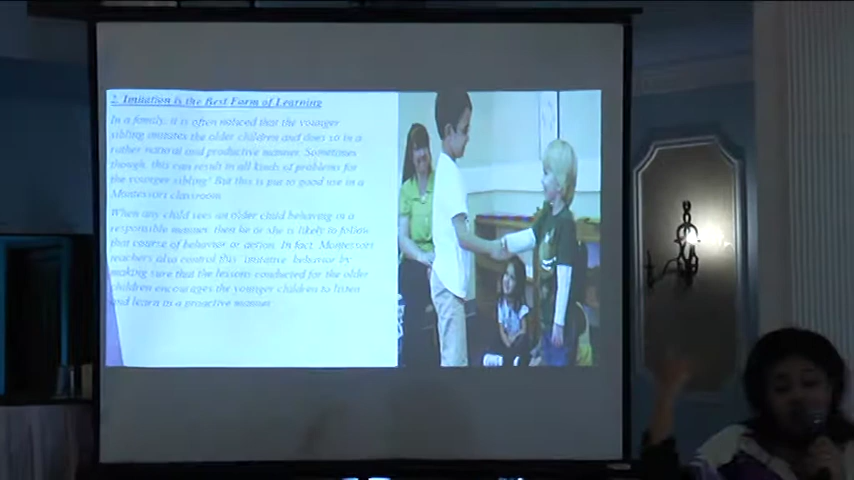 2. Imitation is the Best Form of Learning
In a family, it is often noticed that the younger
sibling imitates the older children and does so in a
rather natural and productive manner. Sometimes
though, this can result in all kinds of problems for
the younger sibling! But this is put to good use in a
Montessori classroom.
When any child sees an older child behaving in a
responsible manner, then he or she is likely to follow
that course of behavior or action. In fact, Montessori
teachers also control this 'imitative' behavior by
making sure that the lessons conducted for the older
children encourages the younger children to listen
and learn in a proactive manner.